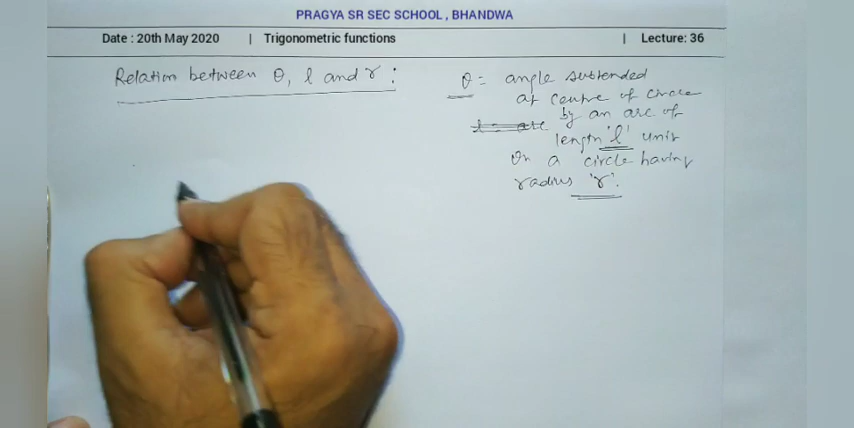 PRAGYA SR SEC SCHOOL , BHANDWA
Date : 20th May 2020 | Trigonometric functions | Lecture: 36
Relation between θ, l and r :
θ = angle subtended
at centre of circle
l = arc by an arc of
length 'l' unit
on a circle having
radius 'r'.